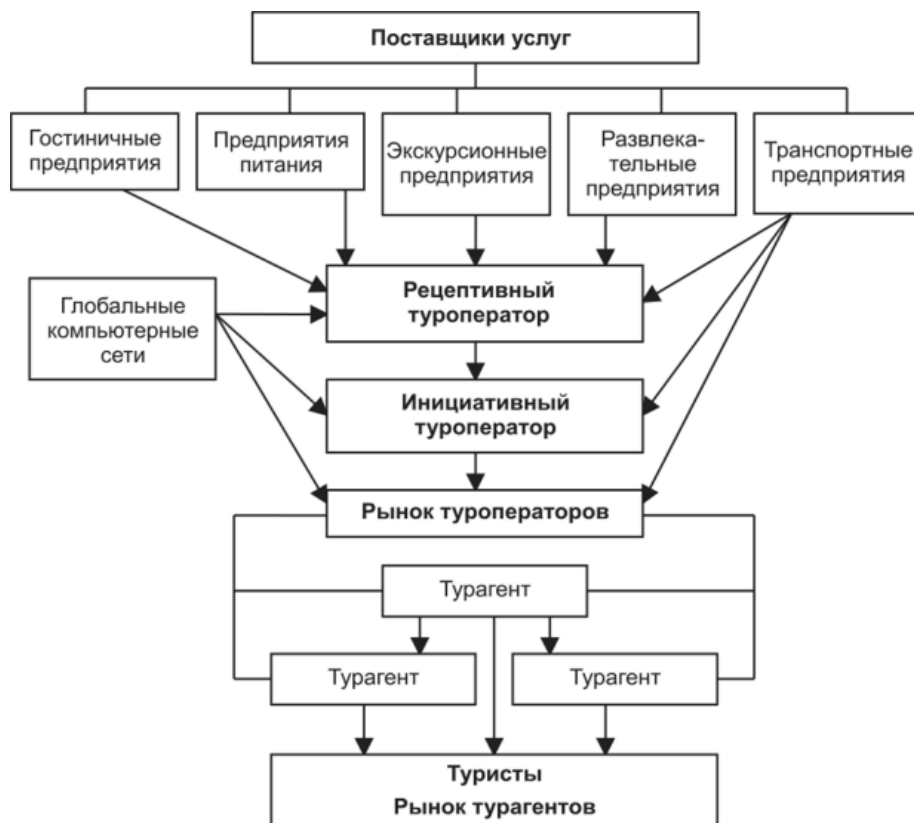 Поставщики услуг
Гостиничные
предприятия
Предприятия
питания
Экскурсионные
предприятия
Развлека-
тельные
предприятия
Транспортные
предприятия
Рецептивный
туроператор
Глобальные
компьютерные
сети
Инициативный
туроператор
Рынок туроператоров
Турагент
Турагент
Турагент
Туристы
Рынок турагентов